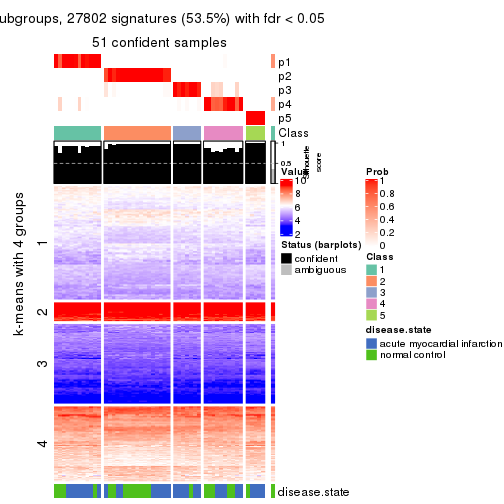 ubgroups, 27802 signatures (53.5%) with fdr < 0.05
51 confident samples
p1
p2
p3
p4
p5
Class
1
0.5
0
silhouette
score
k-means with 4 groups
1
2
3
4
disease.state
Value
10
8
6
4
2
Status (barplots)
confident
ambiguous
Prob
1
0.8
0.6
0.4
0.2
0
Class
1
2
3
4
5
disease.state
acute myocardial infarction
normal control